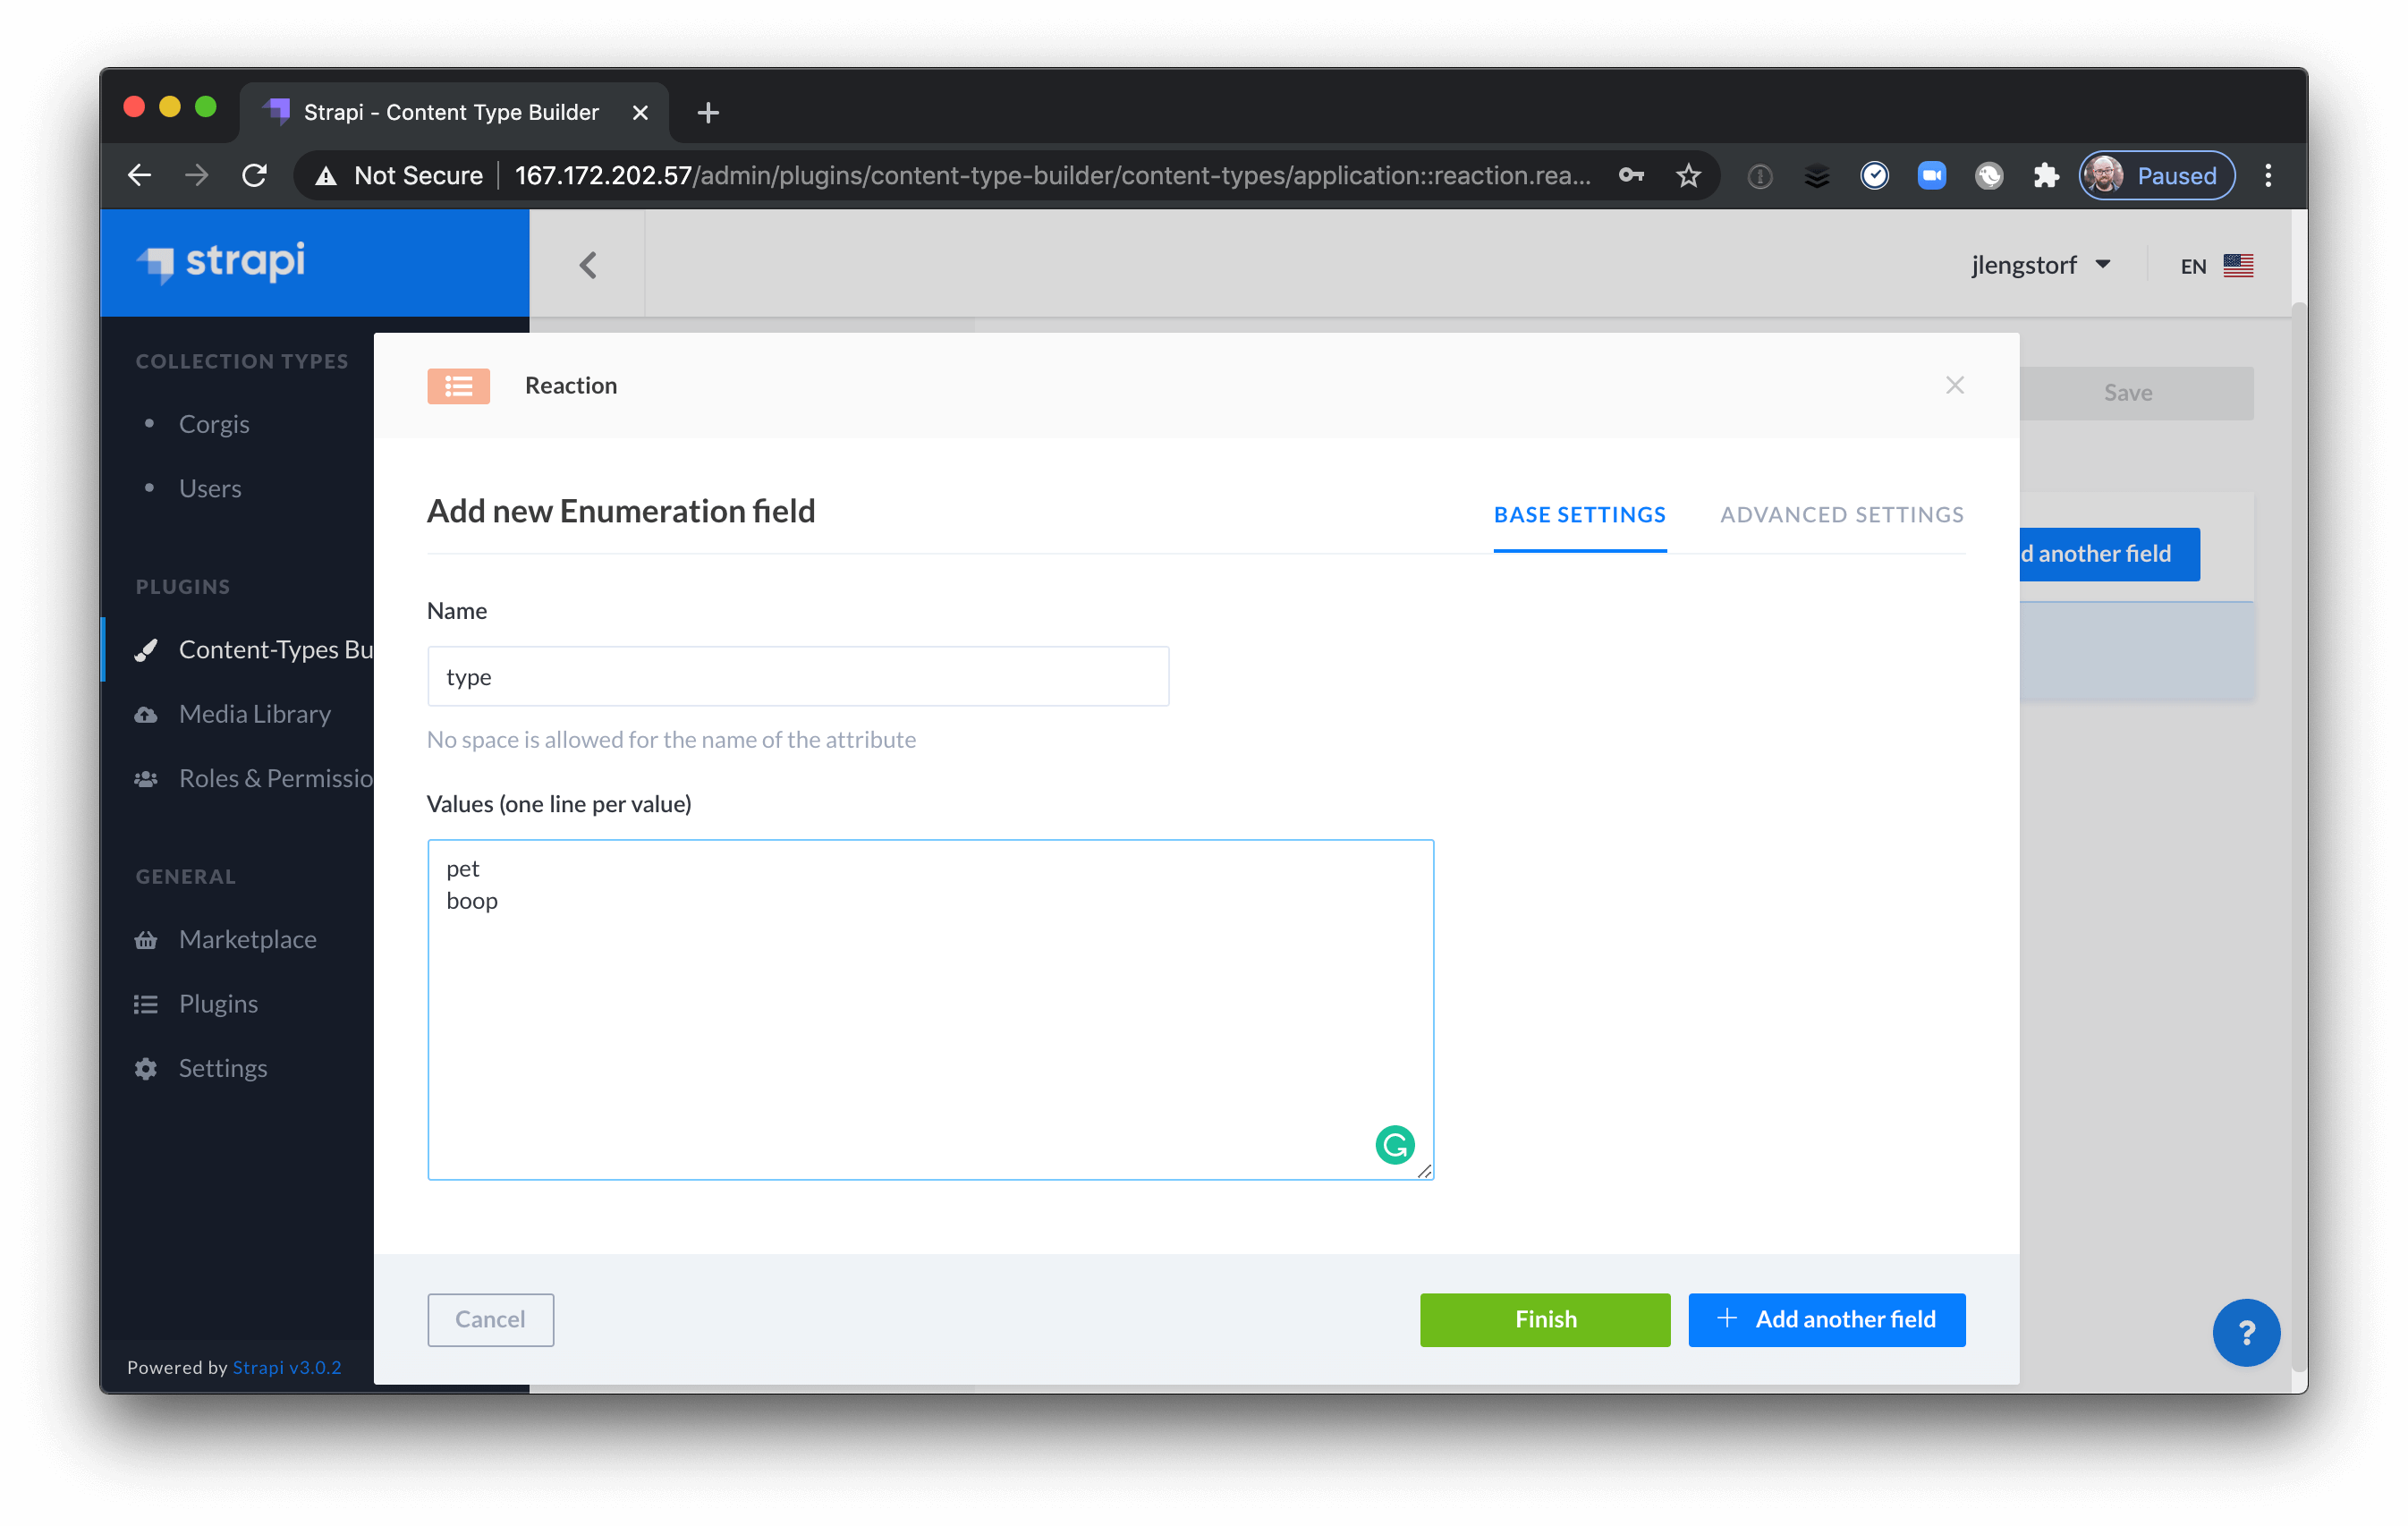 Strapi - Content Type Builder
Not Secure 167.172.202.57/admin/plugins/content-type-builder/content-types/application::reaction.rea...
Paused
strapi
jlengstorf
EN
COLLECTION TYPES
Corgis
Users
PLUGINS
Content-Types Bu
Media Library
Roles & Permissio
GENERAL
Marketplace
Plugins
Settings
Powered by Strapi v3.0.2
Reaction
Save
Add new Enumeration field
BASE SETTINGS
ADVANCED SETTINGS
d another field
Name
type
No space is allowed for the name of the attribute
Values (one line per value)
pet
boop
Cancel
Finish
+ Add another field
?